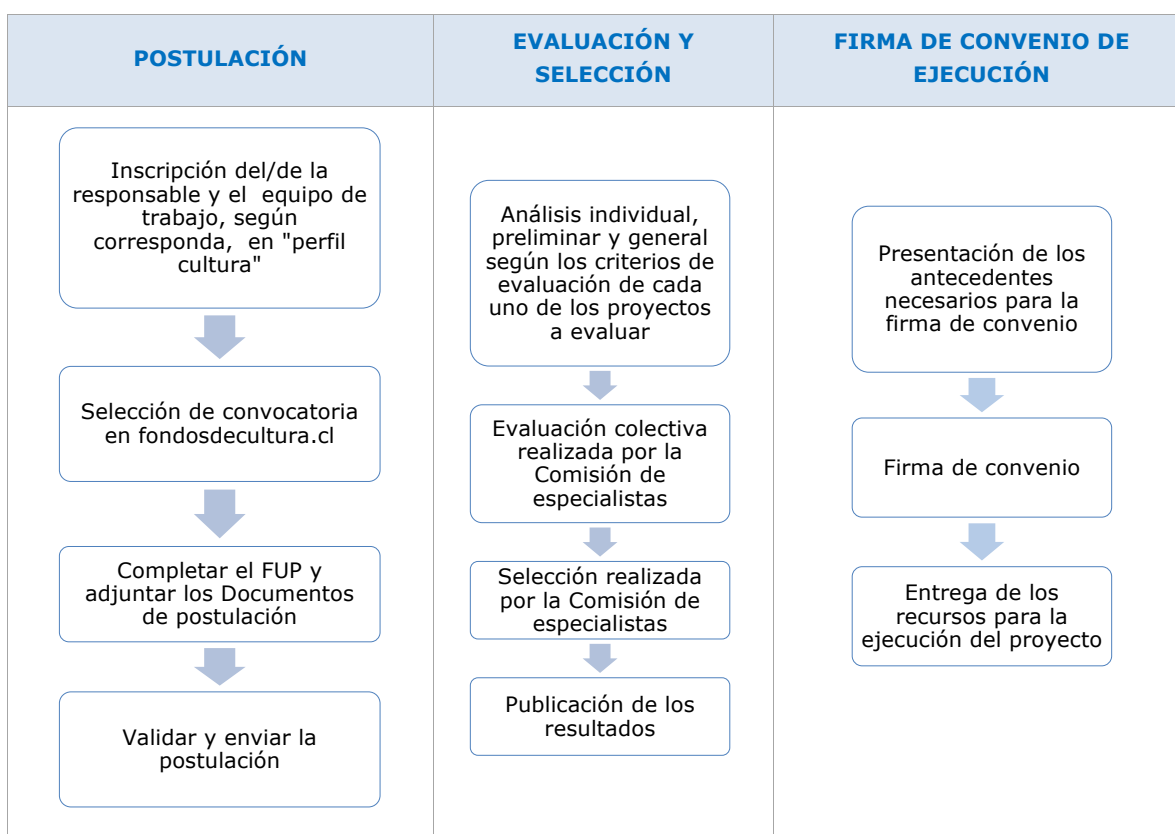 POSTULACIÓN
EVALUACIÓN Y
SELECCIÓN
FIRMA DE CONVENIO DE
EJECUCIÓN
Inscripción del/de la
responsable y el equipo de
trabajo, según
corresponda, en "perfil
cultura"
Selección de convocatoria
en fondosdecultura.cl
Completar el FUP y
adjuntar los Documentos
de postulación
Validar y enviar la
postulación
Análisis individual,
preliminar y general
según los criterios de
evaluación de cada
uno de los proyectos
a evaluar
Evaluación colectiva
realizada por la
Comisión de
especialistas
Selección realizada
por la Comisión de
especialistas
Publicación de los
resultados
Presentación de los
antecedentes
necesarios para la
firma de convenio
Firma de convenio
Entrega de los
recursos para la
ejecución del proyecto